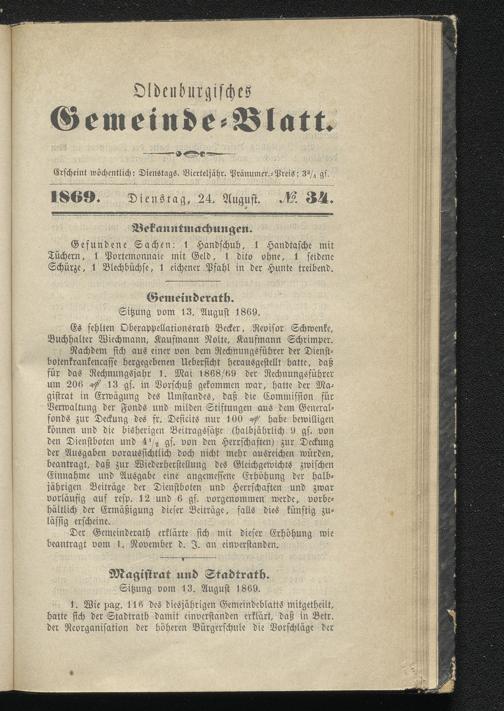 Oldenburgisches
Gemeinde-Blatt.
Erscheint wöchentlich: Dienstags. Vierteljähr. Pränumer.-Preis: 3¾ gs.
1869. Dienstag, 24. August. № 34.
Bekanntmachungen.
Gefundene Sachen: 1 Handschuh, 1 Handtasche mit
Tüchern, 1 Portemonnaie mit Geld, 1 dito ohne, 1 seidene
Schürze, 1 Blechbüchse, 1 eichener Pfahl in der Hunte treibend.
Gemeinderath.
Sitzung vom 13. August 1869.
Es fehlten Oberappellationsrath Becker, Revisor Schwenke,
Buchhalter Wiechmann, Kaufmann Nolte, Kaufmann Schrimper.
Nachdem sich aus einer von dem Rechnungsführer der Dienst-
botenkrankencasse hergegebenen Uebersicht herausgestellt hatte, daß
für das Rechnungsjahr 1. Mai 1868/69 der Rechnungsführer
um 206 ₰ 13 gs. in Vorschuß gekommen war, hatte der Ma-
gistrat in Erwägung des Umstandes, daß die Commission für
Verwaltung der Fonds und milden Stiftungen aus dem General-
fonds zur Deckung des fr. Deficits nur 100 ₰ habe bewilligen
können und die bisherigen Beitragssätze (halbjährlich 9 gs. von
den Dienstboten und 4½ gs. von den Herrschaften) zur Deckung
der Ausgaben voraussichtlich doch nicht mehr ausreichen würden,
beantragt, daß zur Wiederherstellung des Gleichgewichts zwischen
Einnahme und Ausgabe eine angemessene Erhöhung der halb-
jährigen Beiträge der Dienstboten und Herrschaften und zwar
vorläufig auf resp. 12 und 6 gs. vorgenommen werde, vorbe-
hältlich der Ermäßigung dieser Beiträge, falls dies künftig zu-
lässig erscheine.
Der Gemeinderath erklärte sich mit dieser Erhöhung wie
beantragt vom 1. November d. J. an einverstanden.
Magistrat und Stadtrath.
Sitzung vom 13. August 1869.
1. Wie pag. 116 des diesjährigen Gemeindeblatts mitgetheilt,
hatte sich der Stadtrath damit einverstanden erklärt, daß in Betr.
der Reorganisation der höheren Bürgerschule die Vorschläge der